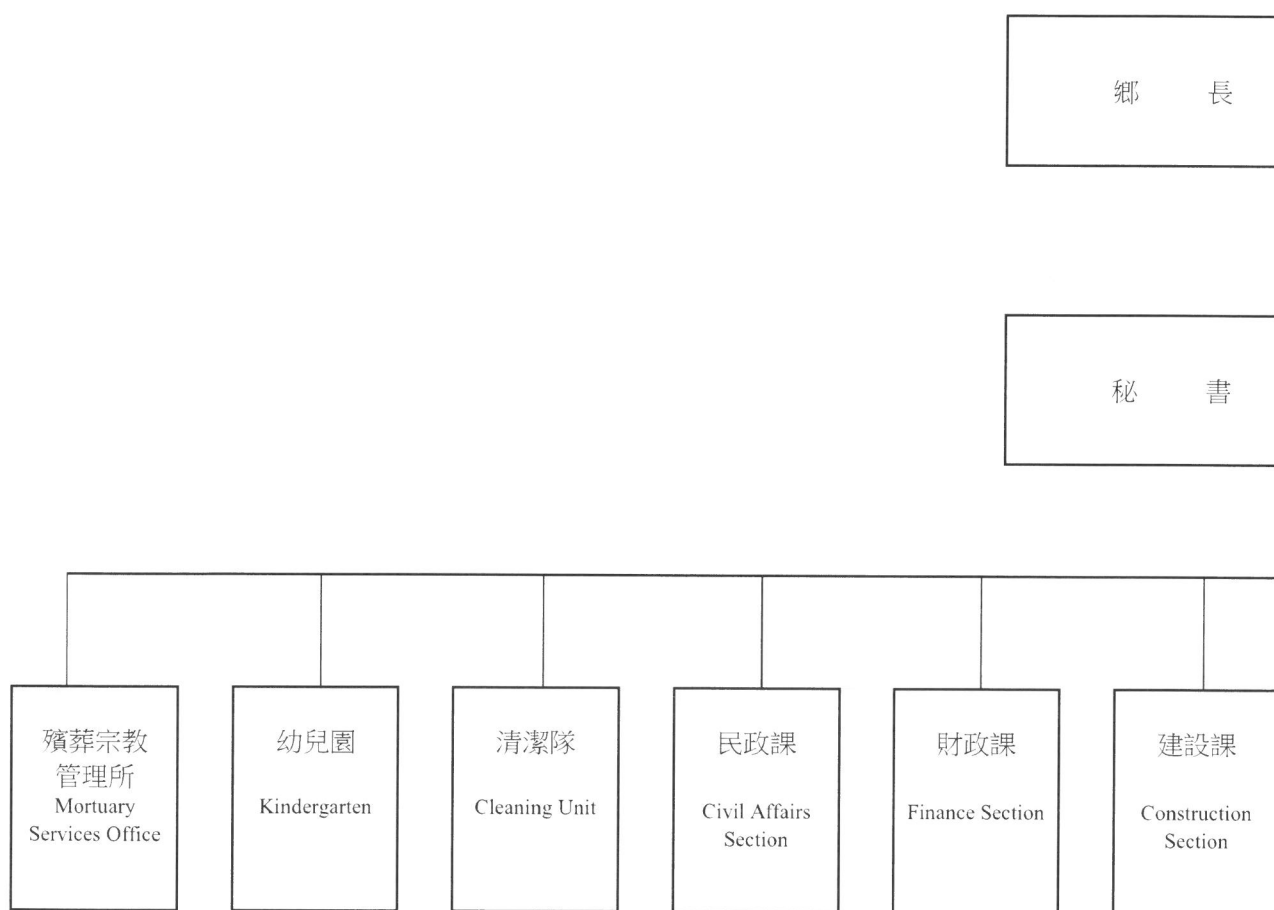 鄉 長
秘 書
殯葬宗教
管理所
Mortuary
Services Office
幼兒園
Kindergarten
清潔隊
Cleaning Unit
民政課
Civil Affairs
Section
財政課
Finance Section
建設課
Construction
Section